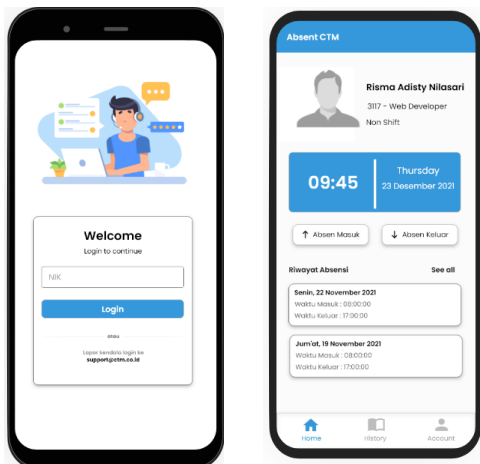 Welcome
Login to continue
NIK
Login
atau
Lapor kendala login ke
support@ctm.co.id
Absent CTM
Risma Adisty Nilasari
3117 - Web Developer
Non Shift
09:45
Thursday
23 Desember 2021
↑ Absen Masuk
↓ Absen Keluar
Riwayat Absensi
See all
Senin, 22 November 2021
Waktu Masuk : 08:00:00
Waktu Keluar : 17:00:00
Jum'at, 19 November 2021
Waktu Masuk : 08:00:00
Waktu Keluar : 17:00:00
Home
History
Account